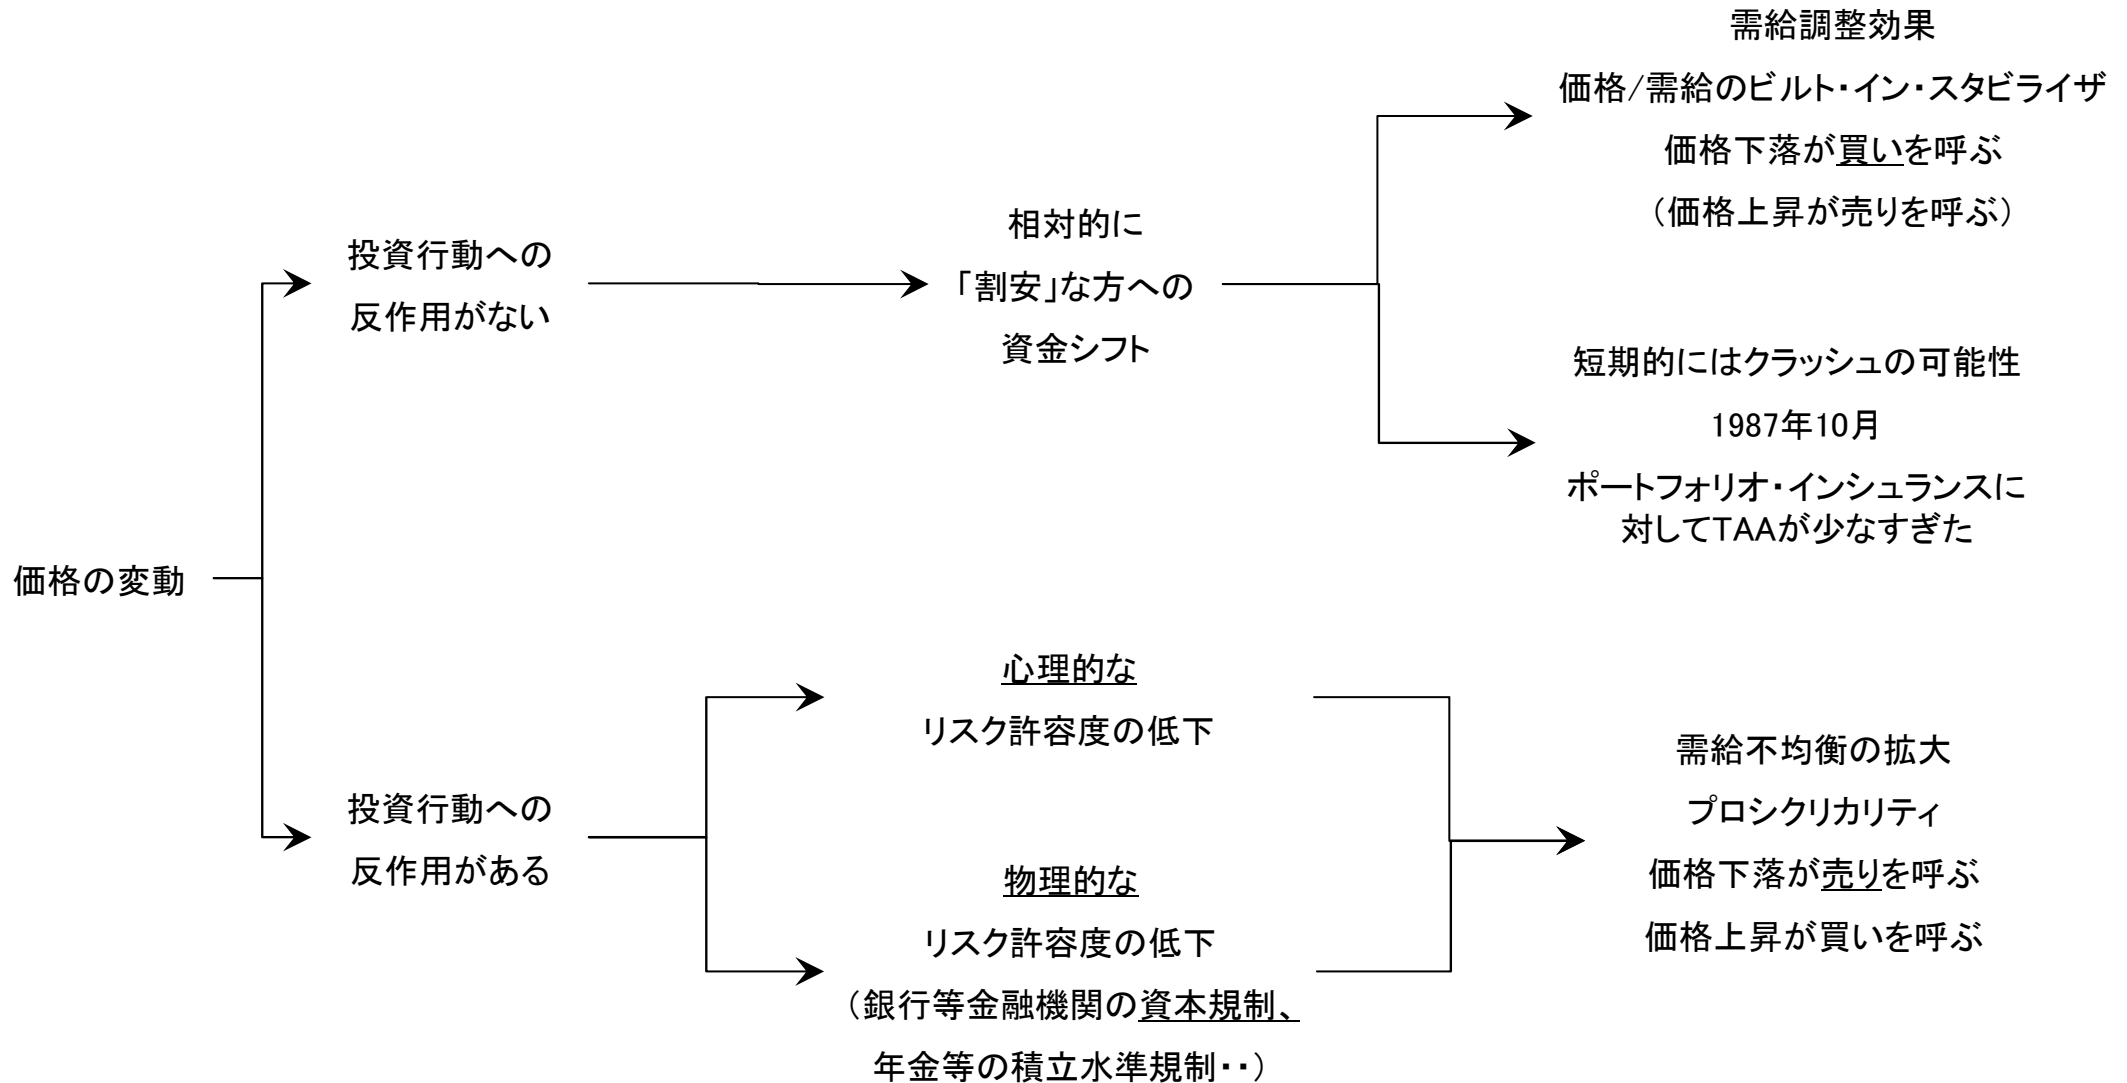 価格の変動
投資行動への
反作用がない
相対的に
「割安」な方への
資金シフト
需給調整効果
価格/需給のビルト・イン・スタビライザ
価格下落が買いを呼ぶ
（価格上昇が売りを呼ぶ）
短期的にはクラッシュの可能性
1987年10月
ポートフォリオ・インシュランスに
対してTAAが少なすぎた
投資行動への
反作用がある
心理的な
リスク許容度の低下
物理的な
リスク許容度の低下
（銀行等金融機関の資本規制、
年金等の積立水準規制・・）
需給不均衡の拡大
プロシクリカリティ
価格下落が売りを呼ぶ
価格上昇が買いを呼ぶ